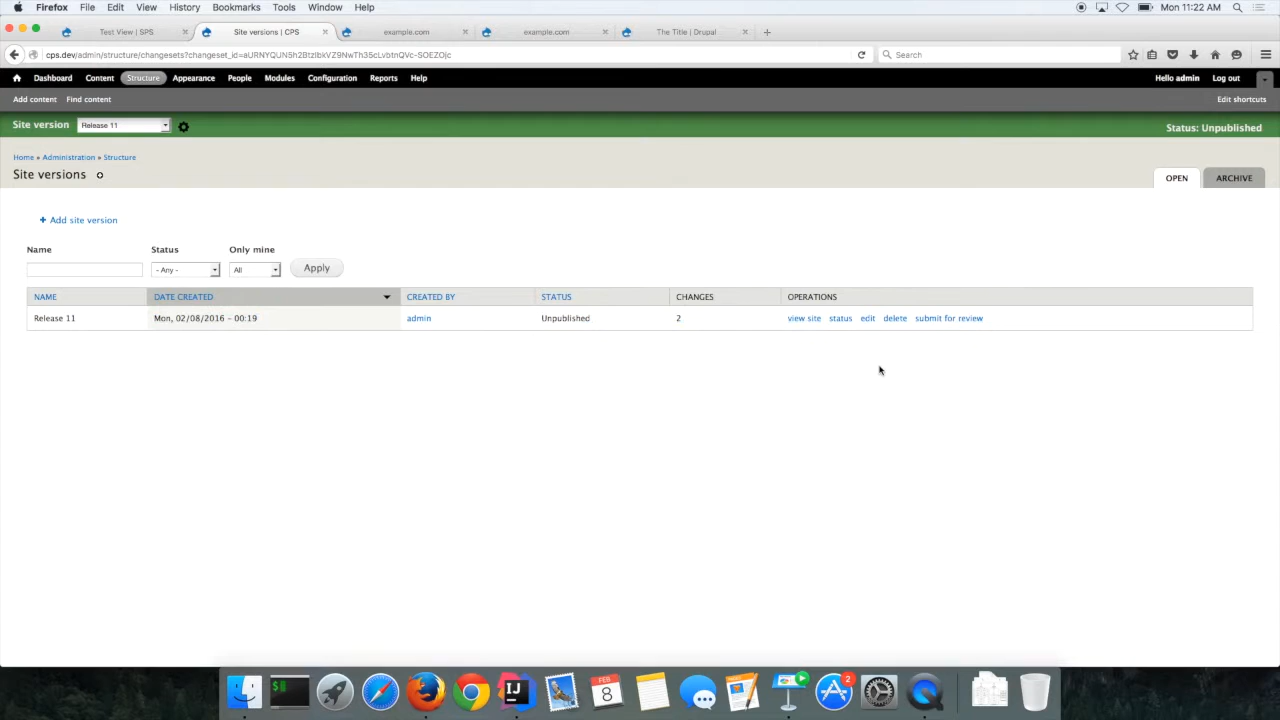 Firefox File Edit View History Bookmarks Tools Window Help Mon 11:22 AM
Test View | SPS Site versions | CPS example.com example.com The Title | Drupal
Search
Dashboard Content Structure Appearance People Modules Configuration Reports Help Hello admin Log out
Add content Find content Edit shortcuts
Site version Release 11 Status: Unpublished
Home » Administration » Structure
Site versions OPEN ARCHIVE
+ Add site version
Name Status Only mine
- Any - All Apply
NAME DATE CREATED CREATED BY STATUS CHANGES OPERATIONS
Release 11 Mon, 02/08/2016 - 00:19 admin Unpublished 2 view site status edit delete submit for review
FEB
8
IJ
2